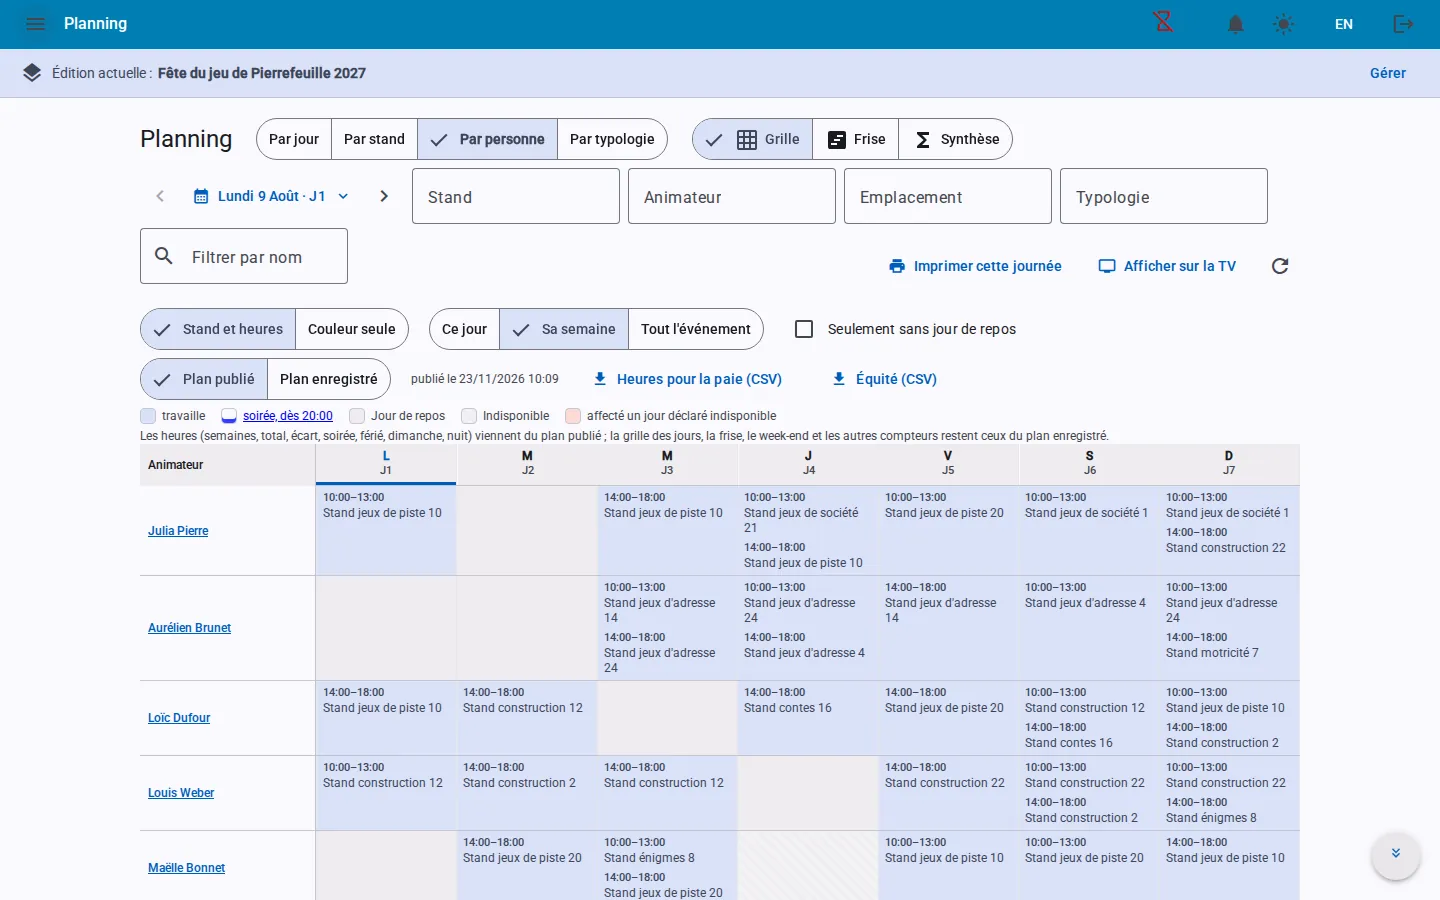 Planning
EN
Édition actuelle : Fête du jeu de Pierrefeuille 2027
Gérer
Planning
Par jour
Par stand
Par personne
Par typologie
Grille
Frise
Synthèse
Lundi 9 Août · J1
Stand
Animateur
Emplacement
Typologie
Filtrer par nom
Imprimer cette journée
Afficher sur la TV
Stand et heures
Couleur seule
Ce jour
Sa semaine
Tout l'événement
Seulement sans jour de repos
Plan publié
Plan enregistré
publié le 23/11/2026 10:09
Heures pour la paie (CSV)
Équité (CSV)
travaille
soirée, dès 20:00
Jour de repos
Indisponible
affecté un jour déclaré indisponible
Les heures (semaines, total, écart, soirée, férié, dimanche, nuit) viennent du plan publié ; la grille des jours, la frise, le week-end et les autres compteurs restent ceux du plan enregistré.
Animateur
L
J1
M
J2
M
J3
J
J4
V
J5
S
J6
D
J7
Julia Pierre
10:00–13:00
Stand jeux de piste 10
14:00–18:00
Stand jeux de piste 10
10:00–13:00
Stand jeux de société
21
14:00–18:00
Stand jeux de piste 10
10:00–13:00
Stand jeux de piste 20
10:00–13:00
Stand jeux de société 1
10:00–13:00
Stand jeux de société 1
14:00–18:00
Stand construction 22
Aurélien Brunet
10:00–13:00
Stand jeux d'adresse
14
14:00–18:00
Stand jeux d'adresse
24
10:00–13:00
Stand jeux d'adresse
24
14:00–18:00
Stand jeux d'adresse 4
14:00–18:00
Stand jeux d'adresse
14
10:00–13:00
Stand jeux d'adresse 4
10:00–13:00
Stand jeux d'adresse
24
14:00–18:00
Stand motricité 7
Loïc Dufour
14:00–18:00
Stand jeux de piste 10
14:00–18:00
Stand construction 12
14:00–18:00
Stand contes 16
14:00–18:00
Stand jeux de piste 20
10:00–13:00
Stand construction 12
14:00–18:00
Stand contes 16
10:00–13:00
Stand jeux de piste 10
14:00–18:00
Stand construction 2
Louis Weber
10:00–13:00
Stand construction 12
14:00–18:00
Stand construction 2
14:00–18:00
Stand construction 12
14:00–18:00
Stand construction 22
10:00–13:00
Stand construction 22
14:00–18:00
Stand construction 2
10:00–13:00
Stand construction 22
14:00–18:00
Stand énigmes 8
Maëlle Bonnet
14:00–18:00
Stand jeux de piste 20
10:00–13:00
Stand énigmes 8
14:00–18:00
Stand jeux de piste 20
10:00–13:00
Stand jeux de piste 10
10:00–13:00
Stand jeux de piste 20
14:00–18:00
Stand jeux de piste 10